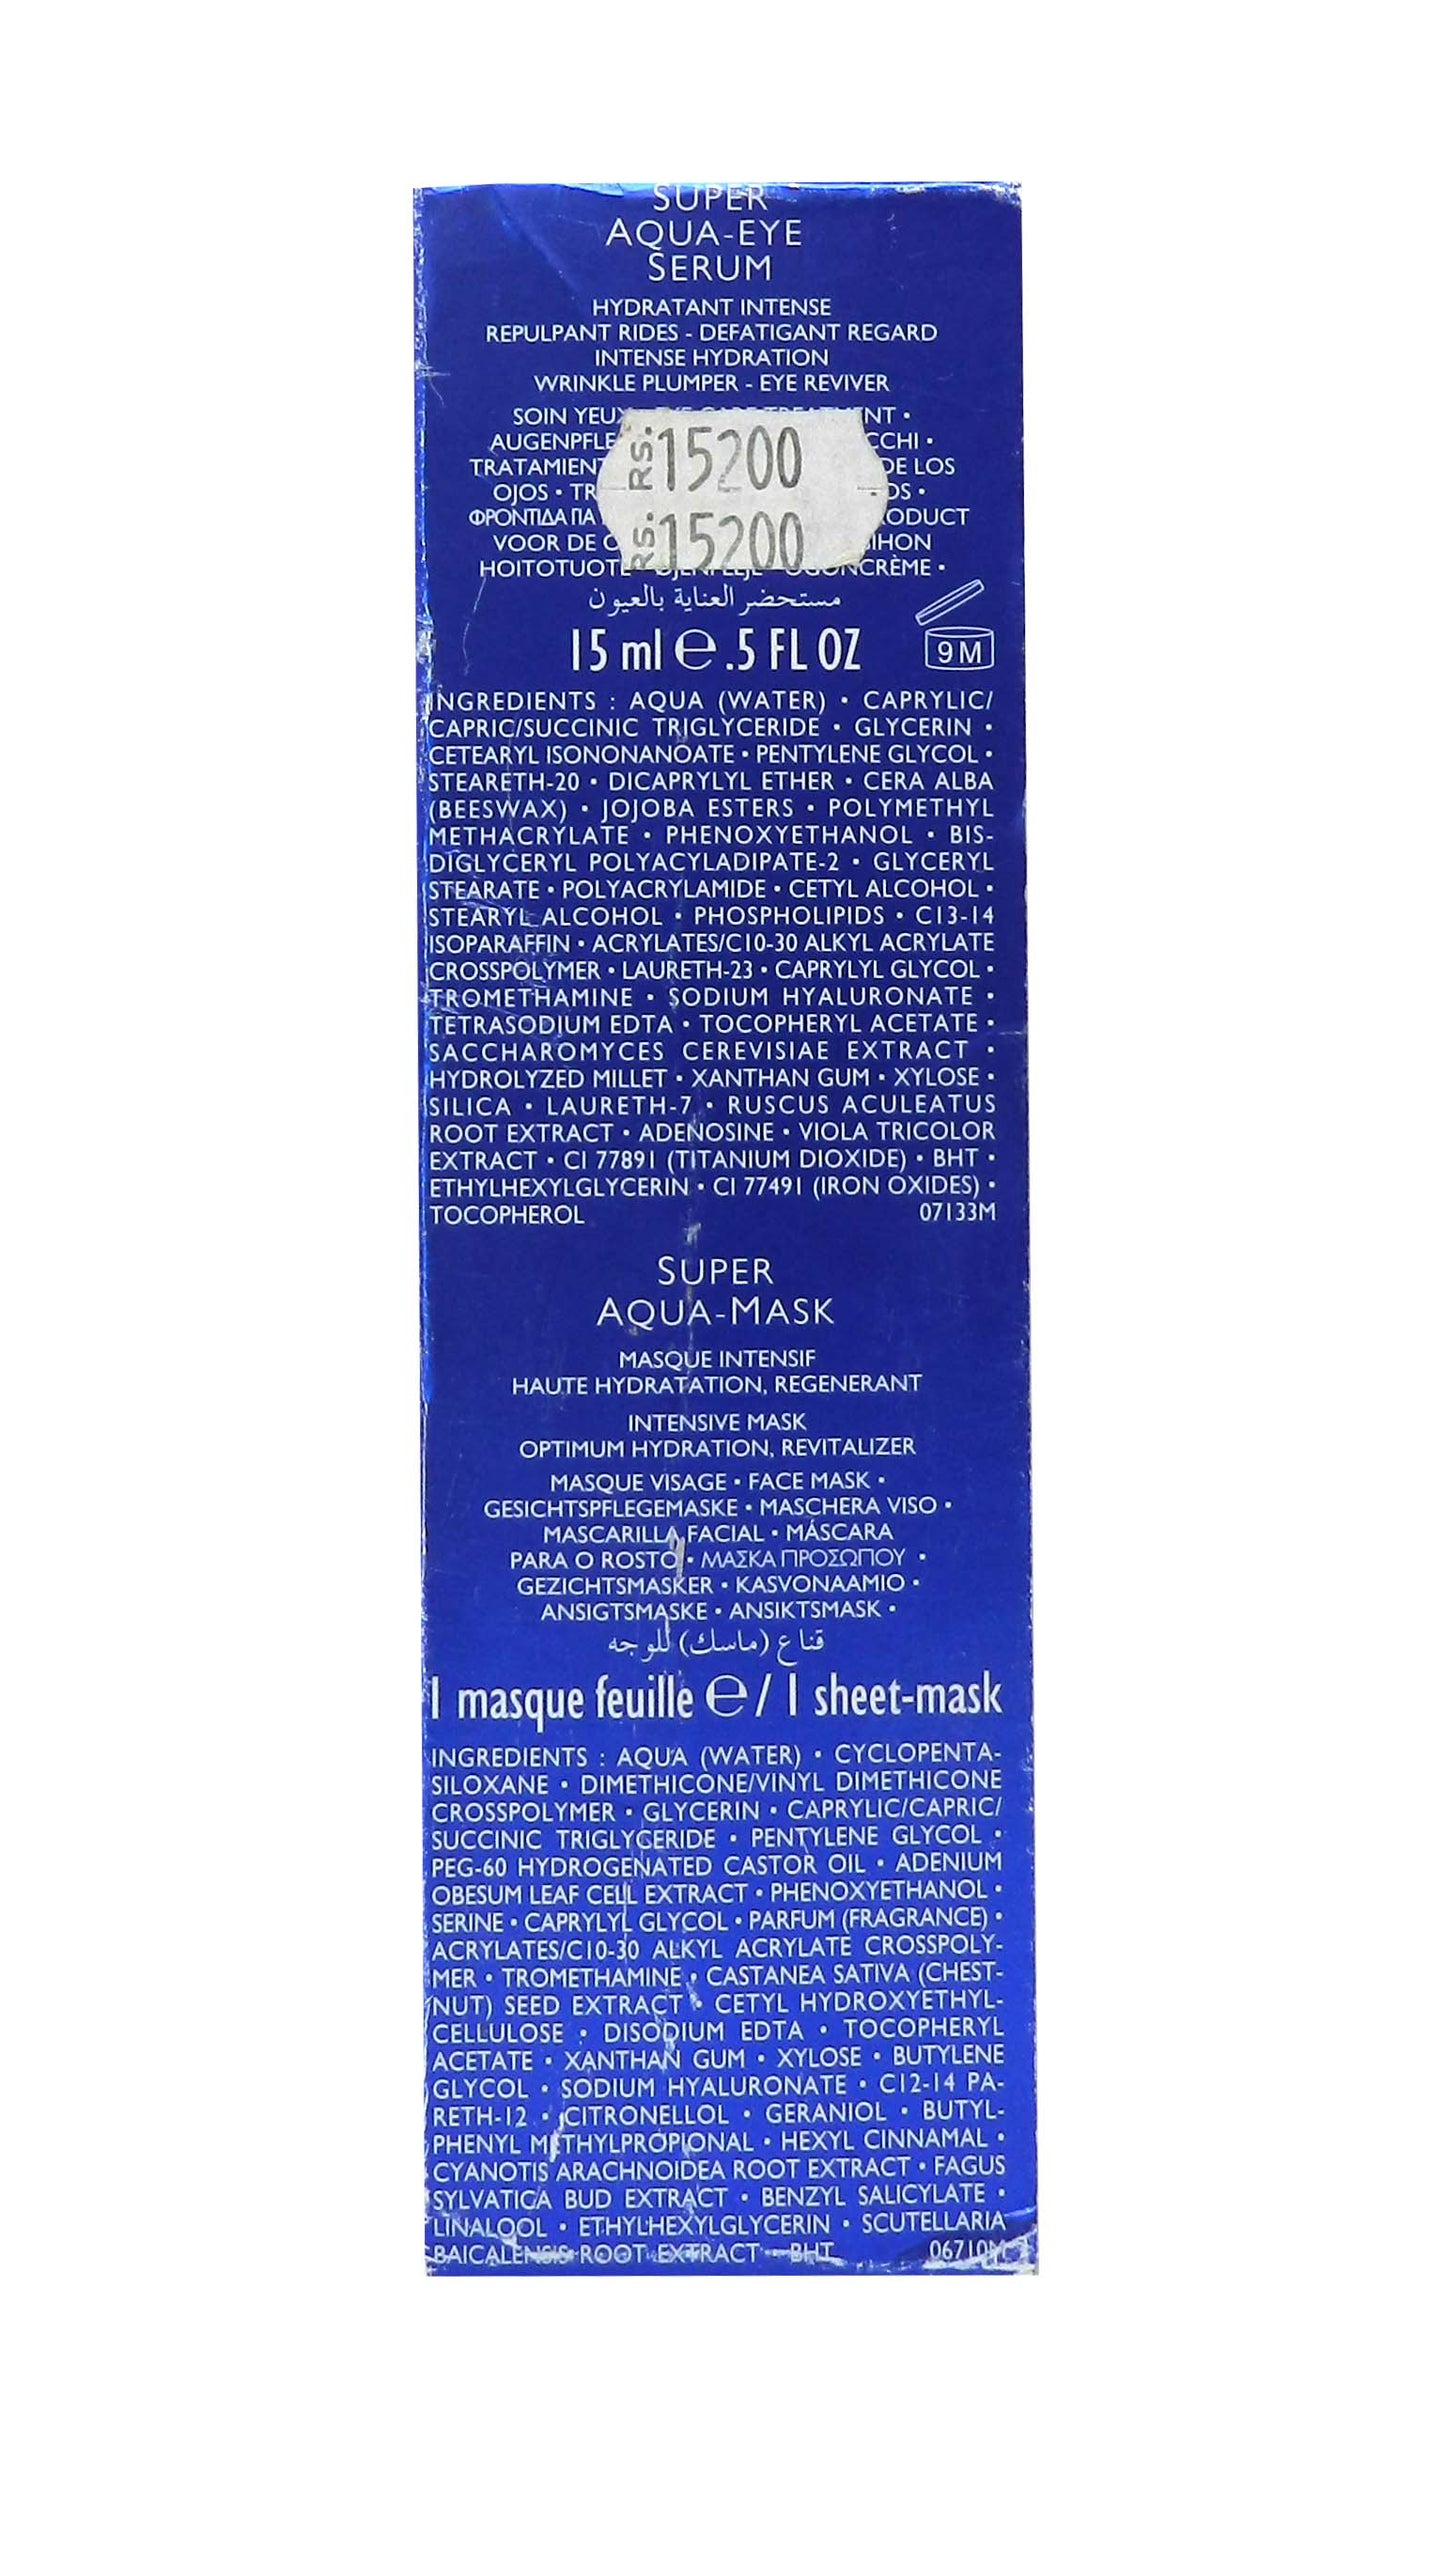 SUPER
AQUA-EYE
SERUM
HYDRATANT INTENSE
REPULPANT RIDES - DEFATIGANT REGARD
INTENSE HYDRATION
WRINKLE PLUMPER - EYE REVIVER
SOIN YEUX
AUGENPFLE CCHI •
TRATAMIENT DE LOS
OJOS •
ΦΡΟΝΤΙΔΑ ΓΙΑ
VOOR DE
HOITOTUOTE
مستحضر العناية بالعيون
RS. 15200
RS. 15200
15 ml e .5 FL OZ
9 M
INGREDIENTS : AQUA (WATER) • CAPRYLIC/
CAPRIC/SUCCINIC TRIGLYCERIDE • GLYCERIN •
CETEARYL ISONONANOATE • PENTYLENE GLYCOL •
STEARETH-20 • DICAPRYLYL ETHER • CERA ALBA
(BEESWAX) • JOJOBA ESTERS • POLYMETHYL
METHACRYLATE • PHENOXYETHANOL • BIS-
DIGLYCERYL POLYACYLADIPATE-2 • GLYCERYL
STEARATE • POLYACRYLAMIDE • CETYL ALCOHOL •
STEARYL ALCOHOL • PHOSPHOLIPIDS • C13-14
ISOPARAFFIN • ACRYLATES/C10-30 ALKYL ACRYLATE
CROSSPOLYMER • LAURETH-23 • CAPRYLYL GLYCOL •
TROMETHAMINE • SODIUM HYALURONATE •
TETRASODIUM EDTA • TOCOPHERYL ACETATE •
SACCHAROMYCES CEREVISIAE EXTRACT •
HYDROLYZED MILLET • XANTHAN GUM • XYLOSE •
SILICA • LAURETH-7 • RUSCUS ACULEATUS
ROOT EXTRACT • ADENOSINE • VIOLA TRICOLOR
EXTRACT • CI 77891 (TITANIUM DIOXIDE) • BHT •
ETHYLHEXYLGLYCERIN • CI 77491 (IRON OXIDES) •
TOCOPHEROL 07133M
SUPER
AQUA-MASK
MASQUE INTENSIF
HAUTE HYDRATATION, REGENERANT
INTENSIVE MASK
OPTIMUM HYDRATION, REVITALIZER
MASQUE VISAGE • FACE MASK •
GESICHTSPFLEGEMASKE • MASCHERA VISO •
MASCARILLA FACIAL • MÁSCARA
PARA O ROSTO • ΜΑΣΚΑ ΠΡΟΣΩΠΟΥ •
GEZICHTSMASKER • KASVONAAMIO •
ANSIGTSMASKE • ANSIKTSMASK •
قناع (ماسك) للوجه
1 masque feuille e / 1 sheet-mask
INGREDIENTS : AQUA (WATER) • CYCLOPENTA-
SILOXANE • DIMETHICONE/VINYL DIMETHICONE
CROSSPOLYMER • GLYCERIN • CAPRYLIC/CAPRIC/
SUCCINIC TRIGLYCERIDE • PENTYLENE GLYCOL •
PEG-60 HYDROGENATED CASTOR OIL • ADENIUM
OBESUM LEAF CELL EXTRACT • PHENOXYETHANOL •
SERINE • CAPRYLYL GLYCOL • PARFUM (FRAGRANCE) •
ACRYLATES/C10-30 ALKYL ACRYLATE CROSSPOLY-
MER • TROMETHAMINE • CASTANEA SATIVA (CHEST-
NUT) SEED EXTRACT • CETYL HYDROXYETHYL-
CELLULOSE • DISODIUM EDTA • TOCOPHERYL
ACETATE • XANTHAN GUM • XYLOSE • BUTYLENE
GLYCOL • SODIUM HYALURONATE • C12-14 PA-
RETH-12 • CITRONELLOL • GERANIOL • BUTYL-
PHENYL METHYLPROPIONAL • HEXYL CINNAMAL •
CYANOTIS ARACHNOIDEA ROOT EXTRACT • FAGUS
SYLVATICA BUD EXTRACT • BENZYL SALICYLATE •
LINALOOL • ETHYLHEXYLGLYCERIN • SCUTELLARIA
BAICALENSIS ROOT EXTRACT • BHT 06710M